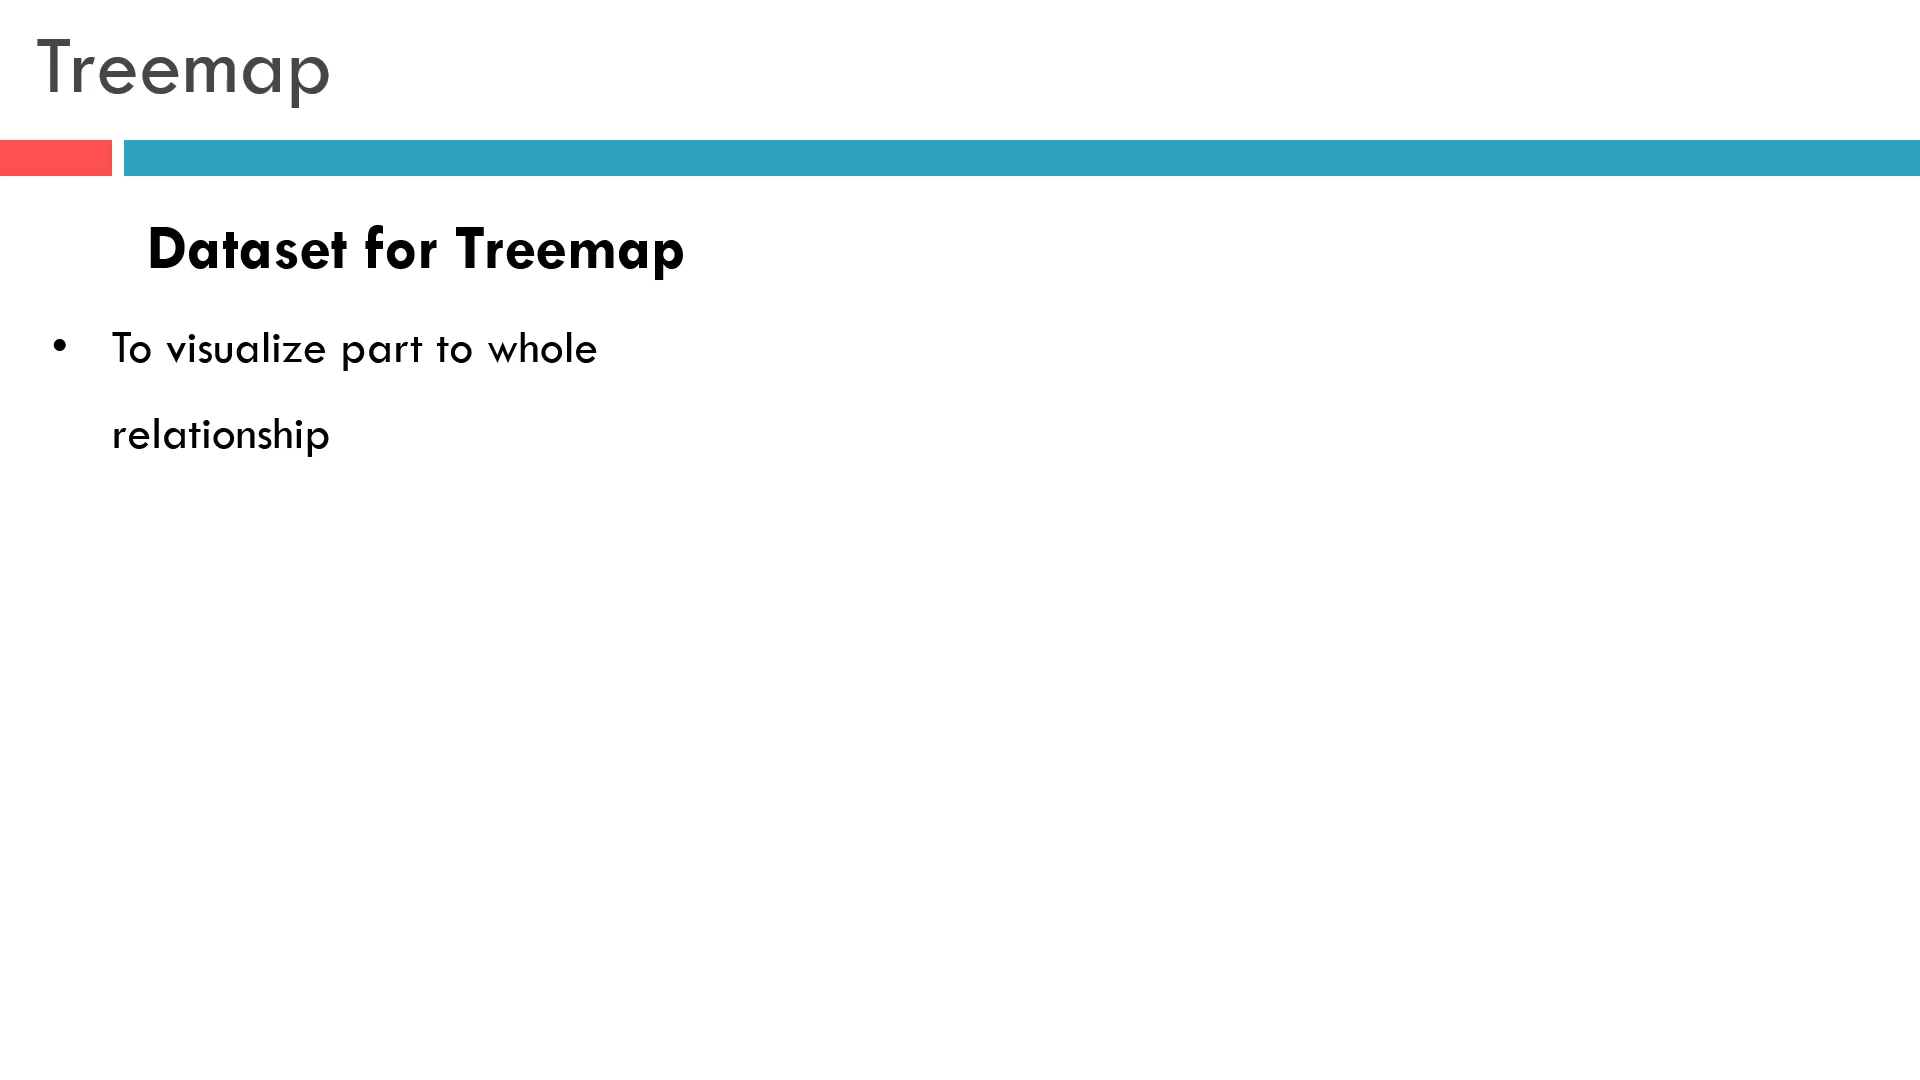 Treemap
Dataset for Treemap
• To visualize part to whole
relationship